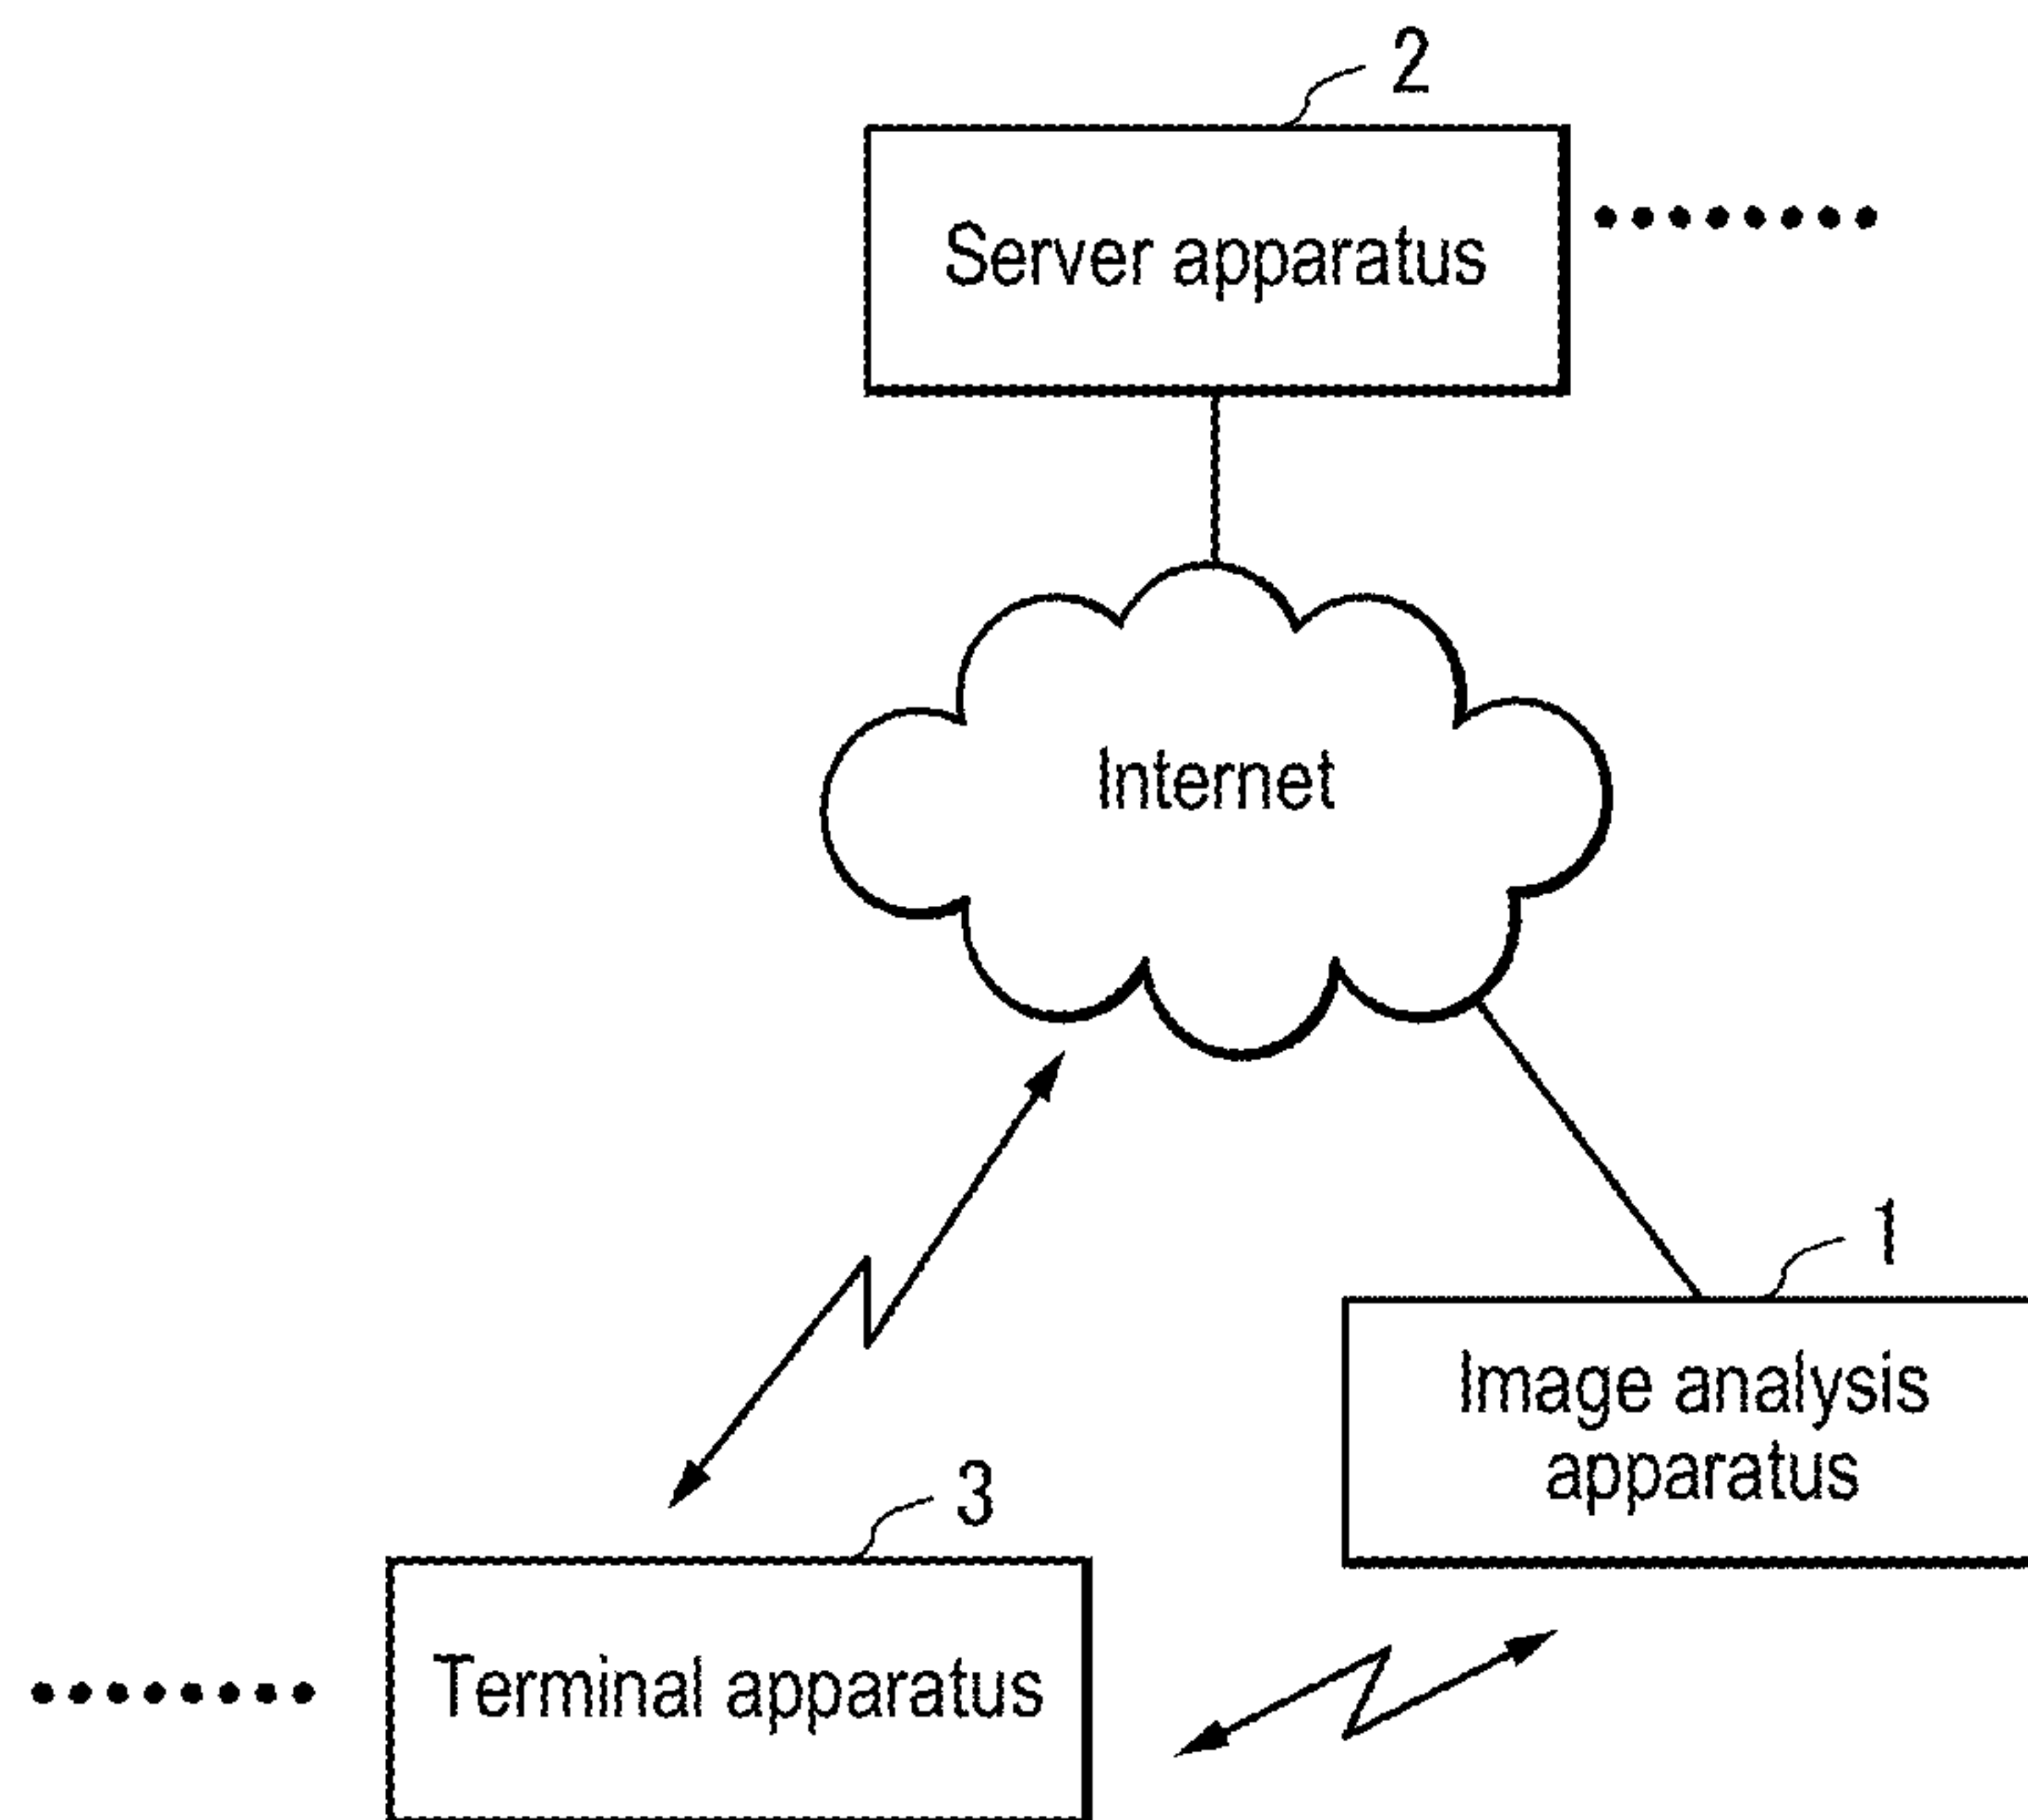 2
Server apparatus
Internet
1
Image analysis
apparatus
3
Terminal apparatus